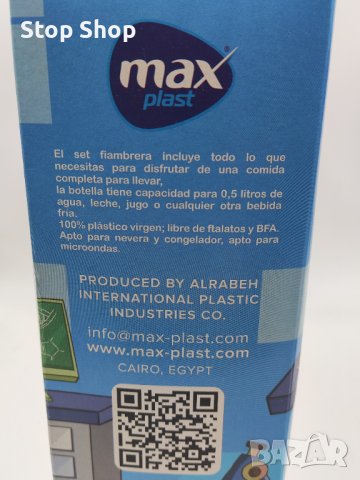 Stop Shop
max
plast
El set fiambrera incluye todo lo que
necesitas para disfrutar de una comida
completa para llevar,
la botella tiene capacidad para 0,5 litros de
agua, leche, jugo o cualquier otra bebida
fría.
100% plástico virgen; libre de ftalatos y BFA.
Apto para nevera y congelador, apto para
microondas.
PRODUCED BY ALRABEH
INTERNATIONAL PLASTIC
INDUSTRIES CO.
info@max-plast.com
www.max-plast.com
CAIRO, EGYPT
BAZAR